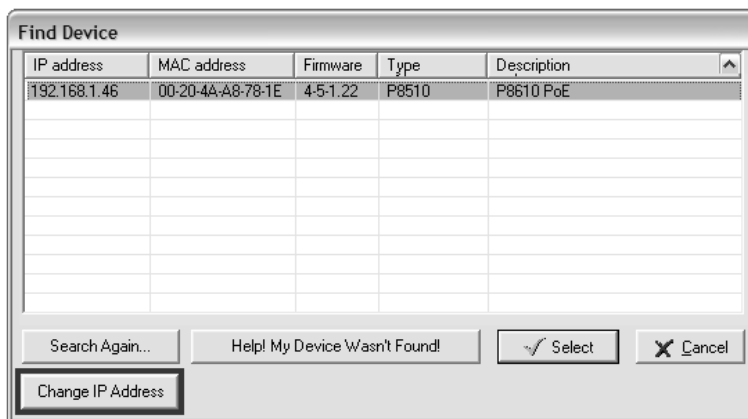 Find Device
IP address MAC address Firmware Type Description
192.168.1.46 00-20-4A-A8-78-1E 4-5-1.22 P8510 P8610 PoE
Search Again... Help! My Device Wasn't Found! Select Cancel
Change IP Address